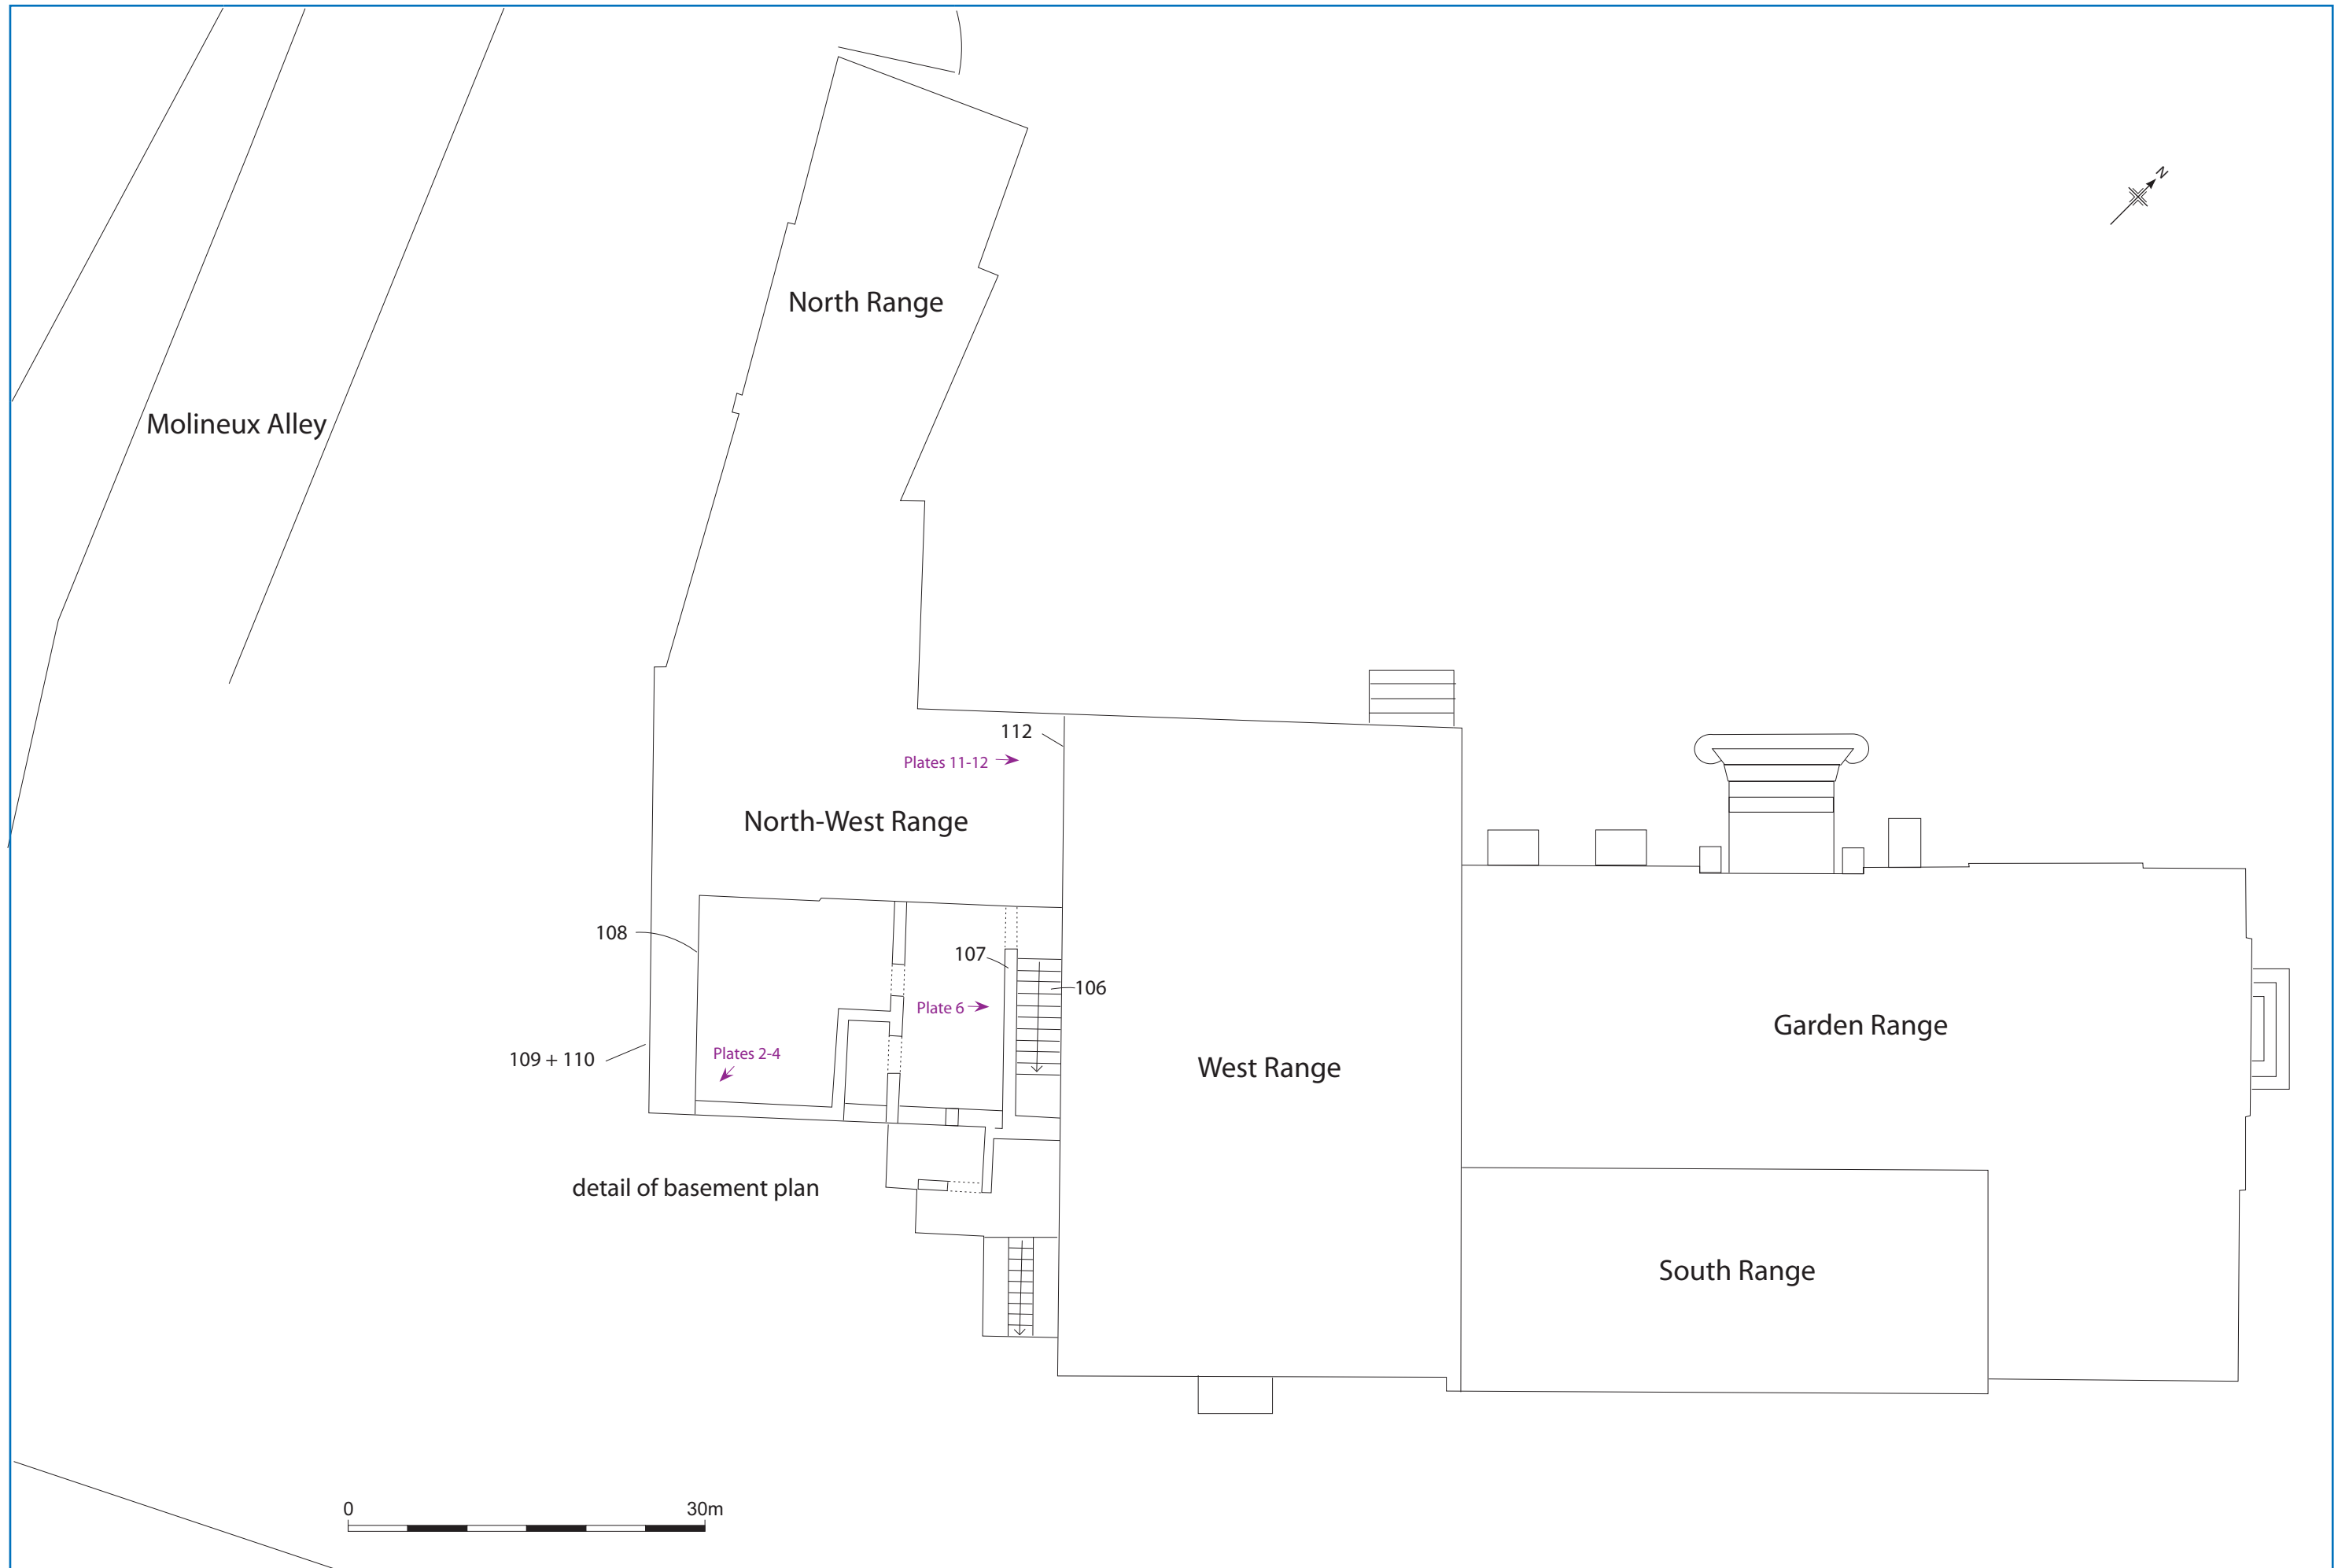 N
North Range
Molineux Alley
112
Plates 11-12
North-West Range
108
107
106
Plate 6
Garden Range
109 + 110
Plates 2-4
West Range
detail of basement plan
South Range
0 30m